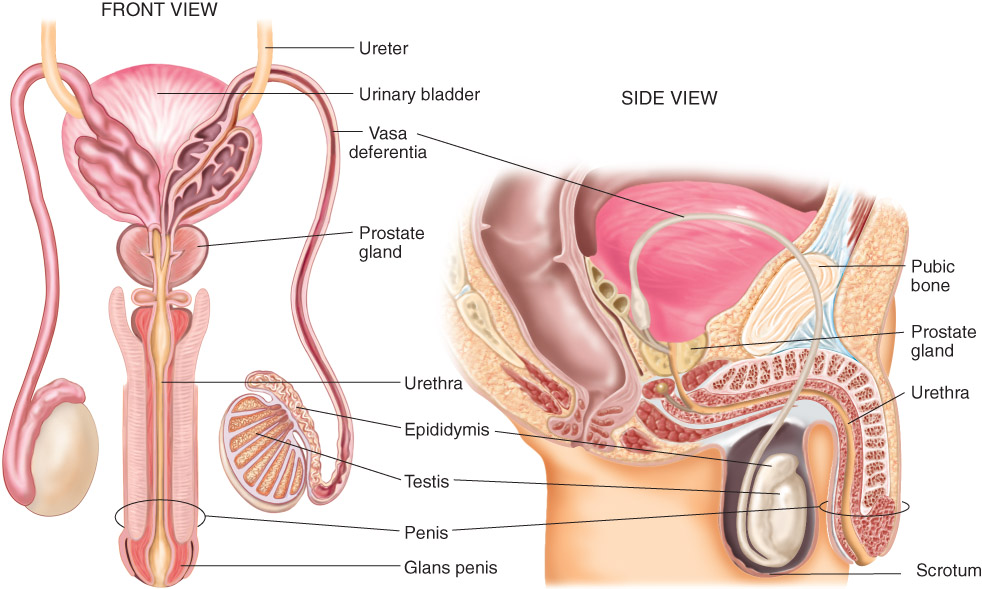 FRONT VIEW
Ureter
Urinary bladder
Vasa
deferentia
Prostate
gland
Urethra
Epididymis
Testis
Penis
Glans penis
SIDE VIEW
Pubic
bone
Prostate
gland
Urethra
Scrotum